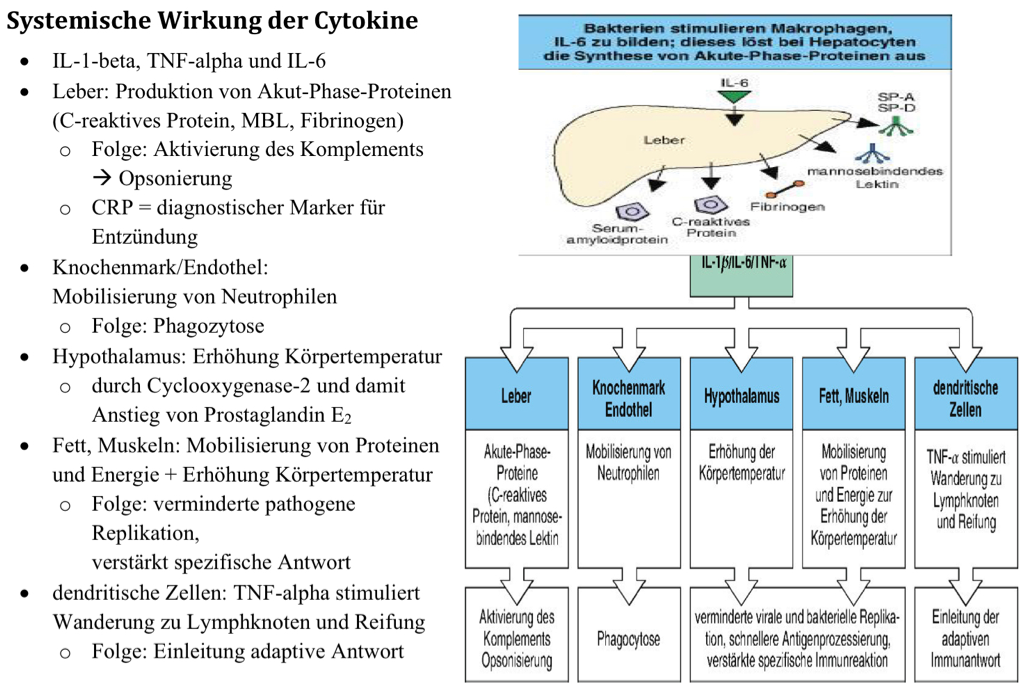 Systemische Wirkung der Cytokine
• IL-1-beta, TNF-alpha und IL-6
• Leber: Produktion von Akut-Phase-Proteinen
(C-reaktives Protein, MBL, Fibrinogen)
o Folge: Aktivierung des Komplements
→ Opsonierung
o CRP = diagnostischer Marker für
Entzündung
• Knochenmark/Endothel:
Mobilisierung von Neutrophilen
o Folge: Phagozytose
• Hypothalamus: Erhöhung Körpertemperatur
o durch Cyclooxygenase-2 und damit
Anstieg von Prostaglandin E₂
• Fett, Muskeln: Mobilisierung von Proteinen
und Energie + Erhöhung Körpertemperatur
o Folge: verminderte pathogene
Replikation,
verstärkt spezifische Antwort
• dendritische Zellen: TNF-alpha stimuliert
Wanderung zu Lymphknoten und Reifung
o Folge: Einleitung adaptive Antwort
Bakterien stimulieren Makrophagen,
IL-6 zu bilden; dieses löst bei Hepatocyten
die Synthese von Akute-Phase-Proteinen aus
IL-6
Leber
SP-A
SP-D
mannosebindendes
Lektin
Fibrinogen
C-reaktives
Protein
Serum-
amyloidprotein
IL-1β/IL-6/TNF-α
Leber
Akute-Phase-
Proteine
(C-reaktives
Protein, mannose-
bindendes Lektin
Aktivierung des
Komplements
Opsonisierung
Knochenmark
Endothel
Mobilisierung von
Neutrophilen
Phagocytose
Hypothalamus
Erhöhung der
Körpertemperatur
Fett, Muskeln
Mobilisierung
von Proteinen
und Energie zur
Erhöhung der
Körpertemperatur
verminderte virale und bakterielle Replika-
tion, schnellere Antigenprozessierung,
verstärkte spezifische Immunreaktion
dendritische
Zellen
TNF-α stimuliert
Wanderung zu
Lymphknoten
und Reifung
Einleitung der
adaptiven
Immunantwort